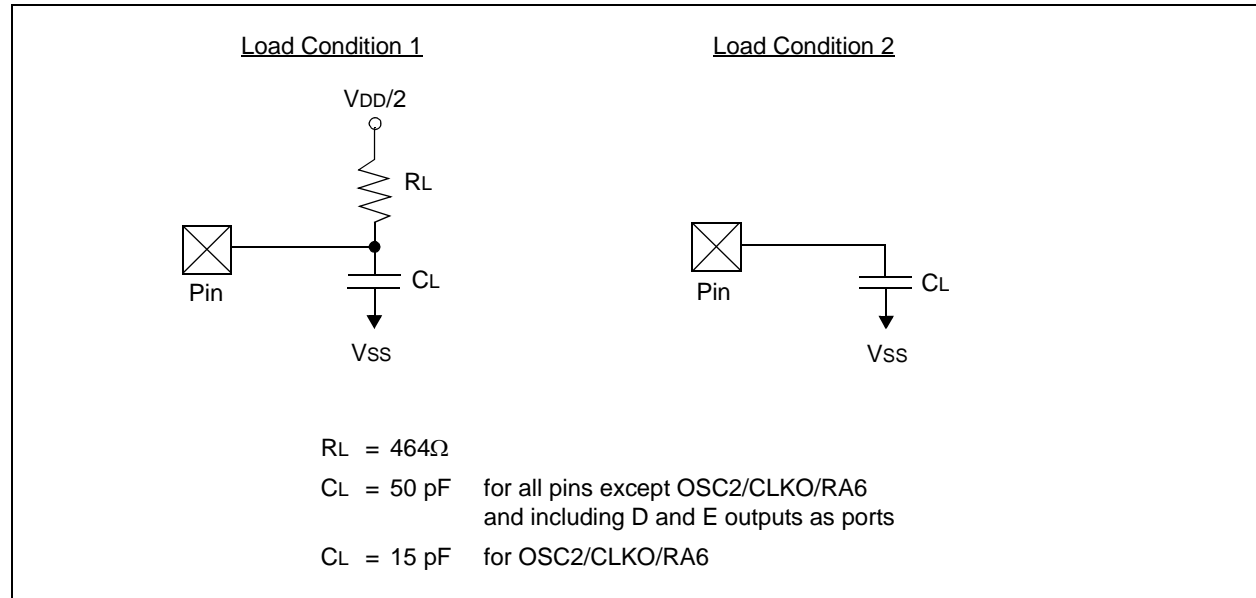 Load Condition 1
Load Condition 2
VDD/2
RL
Pin
CL
VSS
Pin
CL
VSS
RL = 464Ω
CL = 50 pF for all pins except OSC2/CLKO/RA6
and including D and E outputs as ports
CL = 15 pF for OSC2/CLKO/RA6